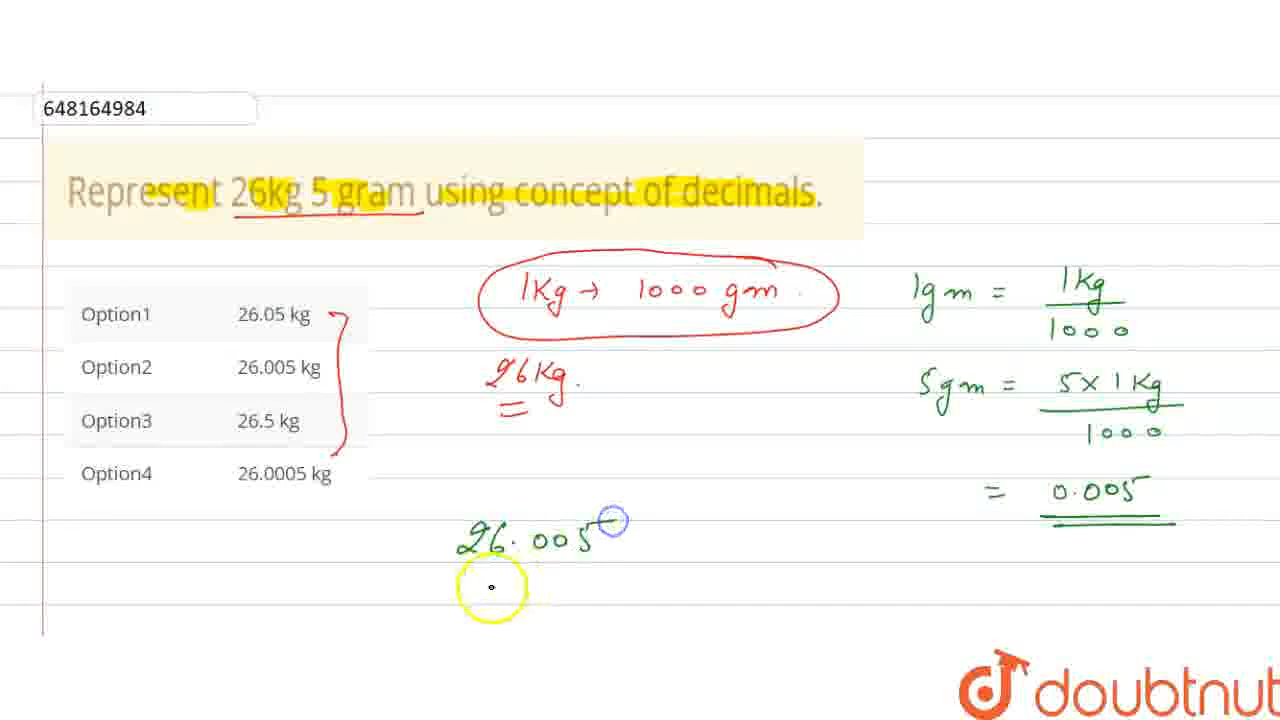 648164984
Represent 26kg 5 gram using concept of decimals.
Option1 26.05 kg
Option2 26.005 kg
Option3 26.5 kg
Option4 26.0005 kg
1Kg → 1000 gm.
26Kg.
26.005
1gm = 1Kg
1000
5gm = 5x1Kg
1000
= 0.005
doubtnut